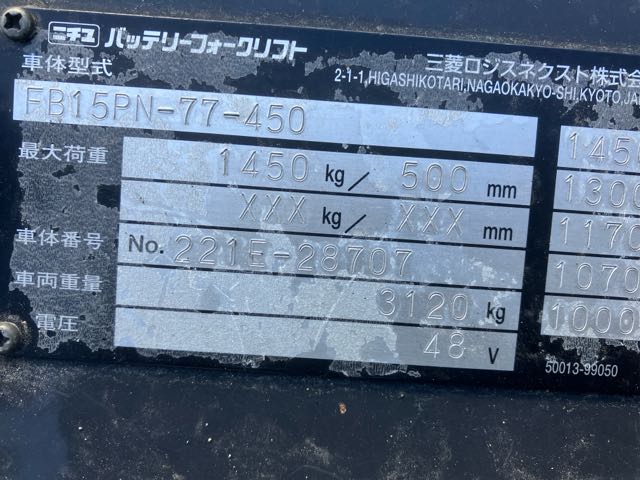 ニチユ バッテリーフォークリフト
三菱ロジスネクスト株式会
2-1-1,HIGASHIKOTARI,NAGAOKAKYO-SHI,KYOTO,JA
車体型式
FB15PN-77-450
最大荷重
1450 kg/ 500 mm
XXX kg/ XXX mm
車体番号
No. 221E-28707
車両重量
3120 kg
電圧
48 V
145
1300
1170
1070
1000
50013-99050